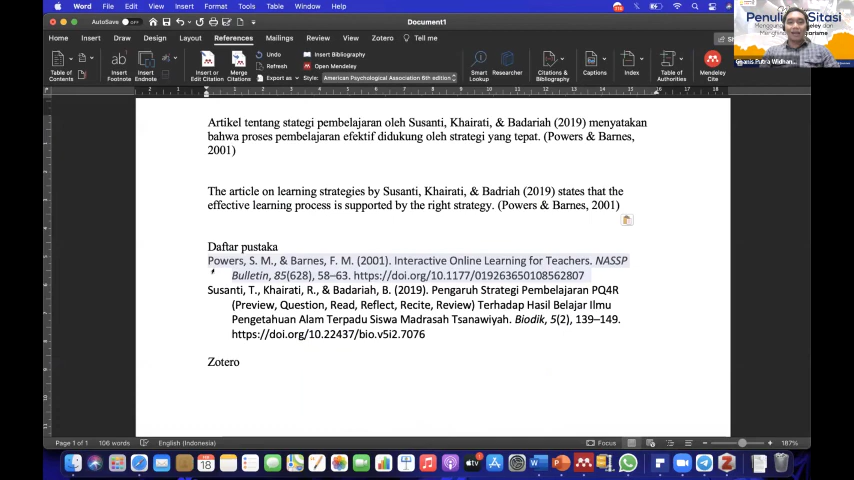 Word File Edit View Insert Format Tools Table Window Help
AutoSave OFF
Document1
Home Insert Draw Design Layout References Mailings Review View Zotero Tell me
Undo Insert Bibliography
Refresh Open Mendeley
Export as Style: American Psychological Association 6th edition
Table of Contents
Insert Footnote
Insert Endnote
Insert or Edit Citation
Merge Citations
Smart Lookup
Researcher
Citations & Bibliography
Captions
Index
Table of Authorities
Mendeley Cite
Penulisan Sitasi
Ghanis Putra Widhan...
Artikel tentang stategi pembelajaran oleh Susanti, Khairati, & Badariah (2019) menyatakan
bahwa proses pembelajaran efektif didukung oleh strategi yang tepat. (Powers & Barnes,
2001)
The article on learning strategies by Susanti, Khairati, & Badriah (2019) states that the
effective learning process is supported by the right strategy. (Powers & Barnes, 2001)
Daftar pustaka
Powers, S. M., & Barnes, F. M. (2001). Interactive Online Learning for Teachers. NASSP
Bulletin, 85(628), 58–63. https://doi.org/10.1177/019263650108562807
Susanti, T., Khairati, R., & Badariah, B. (2019). Pengaruh Strategi Pembelajaran PQ4R
(Preview, Question, Read, Reflect, Recite, Review) Terhadap Hasil Belajar Ilmu
Pengetahuan Alam Terpadu Siswa Madrasah Tsanawiyah. Biodik, 5(2), 139–149.
https://doi.org/10.22437/bio.v5i2.7076
Zotero
Page 1 of 1 106 words English (Indonesia) Focus 187%